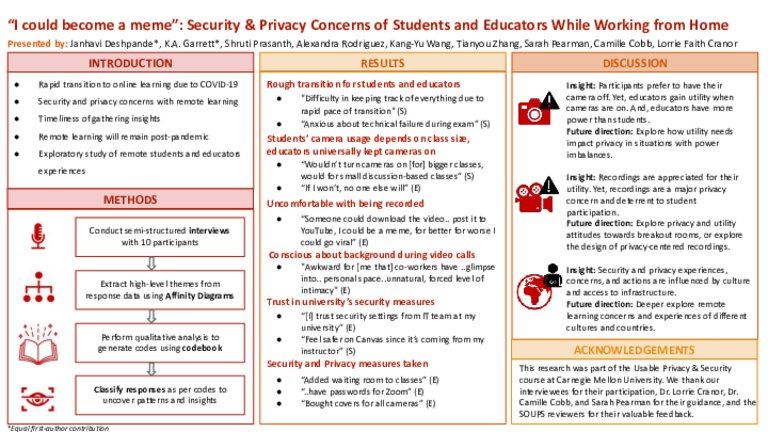 “I could become a meme”: Security & Privacy Concerns of Students and Educators While Working from Home
Presented by: Janhavi Deshpande*, K.A. Garrett*, Shruti Prasanth, Alexandra Rodriguez, Kang-Yu Wang, Tianyou Zhang, Sarah Pearman, Camille Cobb, Lorrie Faith Cranor
INTRODUCTION
● Rapid transition to online learning due to COVID-19
● Security and privacy concerns with remote learning
● Timeliness of gathering insights
● Remote learning will remain post-pandemic
● Exploratory study of remote students and educators
experiences
METHODS
Conduct semi-structured interviews
with 10 participants
Extract high-level themes from
response data using Affinity Diagrams
Perform qualitative analysis to
generate codes using codebook
Classify responses as per codes to
uncover patterns and insights
*Equal first-author contribution
RESULTS
Rough transition for students and educators
● "Difficulty in keeping track of everything due to
rapid pace of transition" (S)
● “Anxious about technical failure during exam” (S)
Students’ camera usage depends on class size,
educators universally kept cameras on
● “Wouldn’t turn cameras on [for] bigger classes,
would for small discussion-based classes” (S)
● “If I won’t, no one else will” (E)
Uncomfortable with being recorded
● “Someone could download the video.. post it to
YouTube, I could be a meme, for better for worse I
could go viral” (E)
Conscious about background during video calls
● "Awkward for [me that] co-workers have ..glimpse
into.. personal space..unnatural, forced level of
intimacy" (E)
Trust in university’s security measures
● “[I] trust security settings from IT team at my
university” (E)
● “Feel safe on Canvas since it’s coming from my
instructor” (S)
Security and Privacy measures taken
● “Added waiting room to classes” (E)
● “..have passwords for Zoom” (E)
● “Bought covers for all cameras” (E)
DISCUSSION
Insight: Participants prefer to have their
camera off. Yet, educators gain utility when
cameras are on. And, educators have more
power than students.
Future direction: Explore how utility needs
impact privacy in situations with power
imbalances.
Insight: Recordings are appreciated for their
utility. Yet, recordings are a major privacy
concern and deterrent to student
participation.
Future direction: Explore privacy and utility
attitudes towards breakout rooms, or explore
the design of privacy-centered recordings.
Insight: Security and privacy experiences,
concerns, and actions are influenced by culture
and access to infrastructure.
Future direction: Deeper explore remote
learning concerns and experiences of different
cultures and countries.
ACKNOWLEDGEMENTS
This research was part of the Usable Privacy & Security
course at Carnegie Mellon University. We thank our
interviewees for their participation, Dr. Lorrie Cranor, Dr.
Camille Cobb, and Sarah Pearman for their guidance, and the
SOUPS reviewers for their valuable feedback.